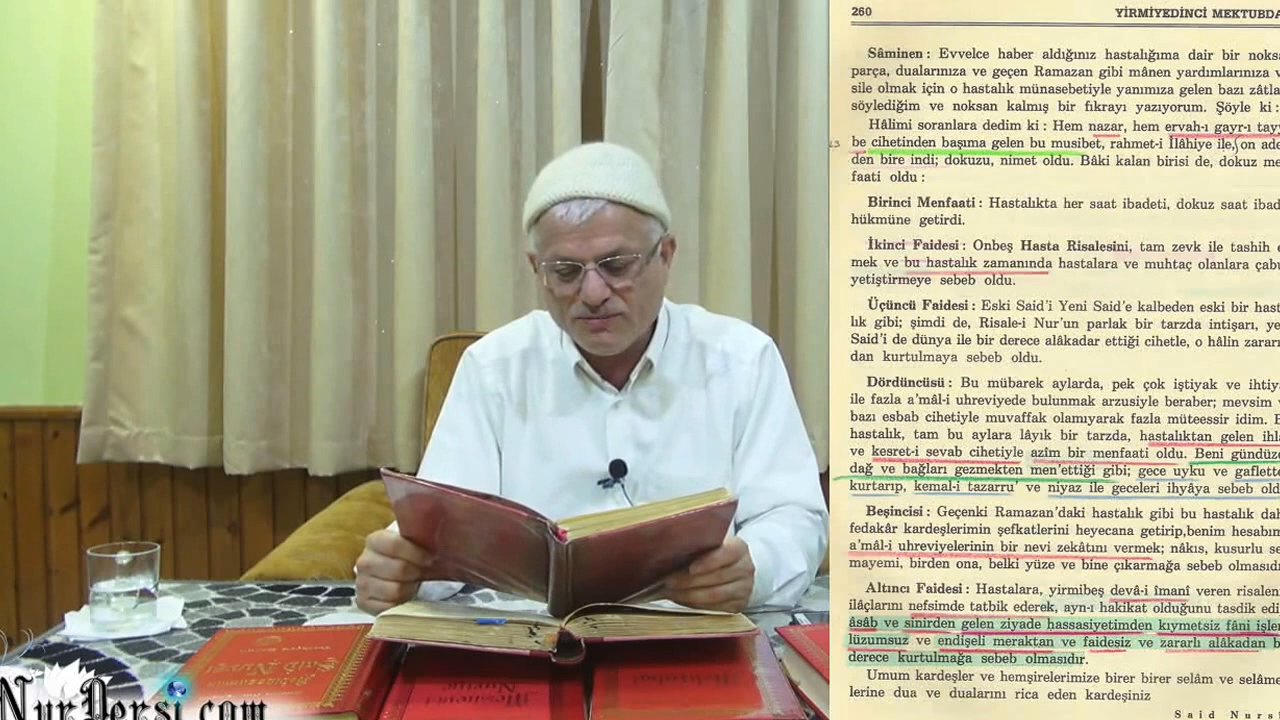 260 YİRMİYEDİNCİ MEKTUBDA
Sâminen : Evvelce haber aldığınız hastalığıma dair bir noksa
parça, dualarınıza ve geçen Ramazan gibi mânen yardımlarınıza v
sile olmak için o hastalık münasebetiyle yanımıza gelen bazı zâtla
söylediğim ve noksan kalmış bir fıkrayı yazıyorum. Şöyle ki :
Hâlimi soranlara dedim ki : Hem nazar, hem ervah-ı gayr-ı tayy
be cihetinden başıma gelen bu musibet, rahmet-i İlâhiye ile, on ade
den bire indi; dokuzu, nimet oldu. Bâki kalan birisi de, dokuz me
faati oldu :
Birinci Menfaati : Hastalıkta her saat ibadeti, dokuz saat ibad
hükmüne getirdi.
İkinci Faidesi : Onbeş Hasta Risalesini, tam zevk ile tashih e
mek ve bu hastalık zamanında hastalara ve muhtaç olanlara çabu
yetiştirmeye sebeb oldu.
Üçüncü Faidesi : Eski Said'i Yeni Said'e kalbeden eski bir hast
lık gibi; şimdi de, Risale-i Nur'un parlak bir tarzda intişarı, ye
Said'i de dünya ile bir derece alâkadar ettiği cihetle, o hâlin zararı
dan kurtulmaya sebeb oldu.
Dördüncüsü : Bu mübarek aylarda, pek çok iştiyak ve ihtiy
ile fazla a'mâl-i uhreviyede bulunmak arzusiyle beraber; mevsim v
bazı esbab cihetiyle muvaffak olamıyarak fazla müteessir idim. B
hastalık, tam bu aylara lâyık bir tarzda, hastalıktan gelen ihl
ve kesret-i sevab cihetiyle azîm bir menfaati oldu. Beni gündüz
dağ ve bağları gezmekten men'ettiği gibi; gece uyku ve gaflette
kurtarıp, kemal-i tazarru' ve niyaz ile geceleri ihyâya sebeb old
Beşincisi : Geçenki Ramazan'daki hastalık gibi bu hastalık dah
fedakâr kardeşlerimin şefkatlerini heyecana getirip,benim hesabım
a'mâl-i uhreviyelerinin bir nevi zekâtını vermek; nâkıs, kusurlu se
mayemi, birden ona, belki yüze ve bine çıkarmağa sebeb olmasıdı
Altıncı Faidesi : Hastalara, yirmibeş devâ-i îmanî veren risalen
ilâçlarını nefsimde tatbik ederek, ayn-ı hakikat olduğunu tasdik edi
âsâb ve sinirden gelen ziyade hassasiyetimden kıymetsiz fâni işler
lüzumsuz ve endişeli meraktan ve faidesiz ve zararlı alâkadan b
derece kurtulmağa sebeb olmasıdır.
Umum kardeşler ve hemşirelerimize birer birer selâm ve selâme
lerine dua ve dualarını rica eden kardeşiniz
Said Nurs
NurDersi.com